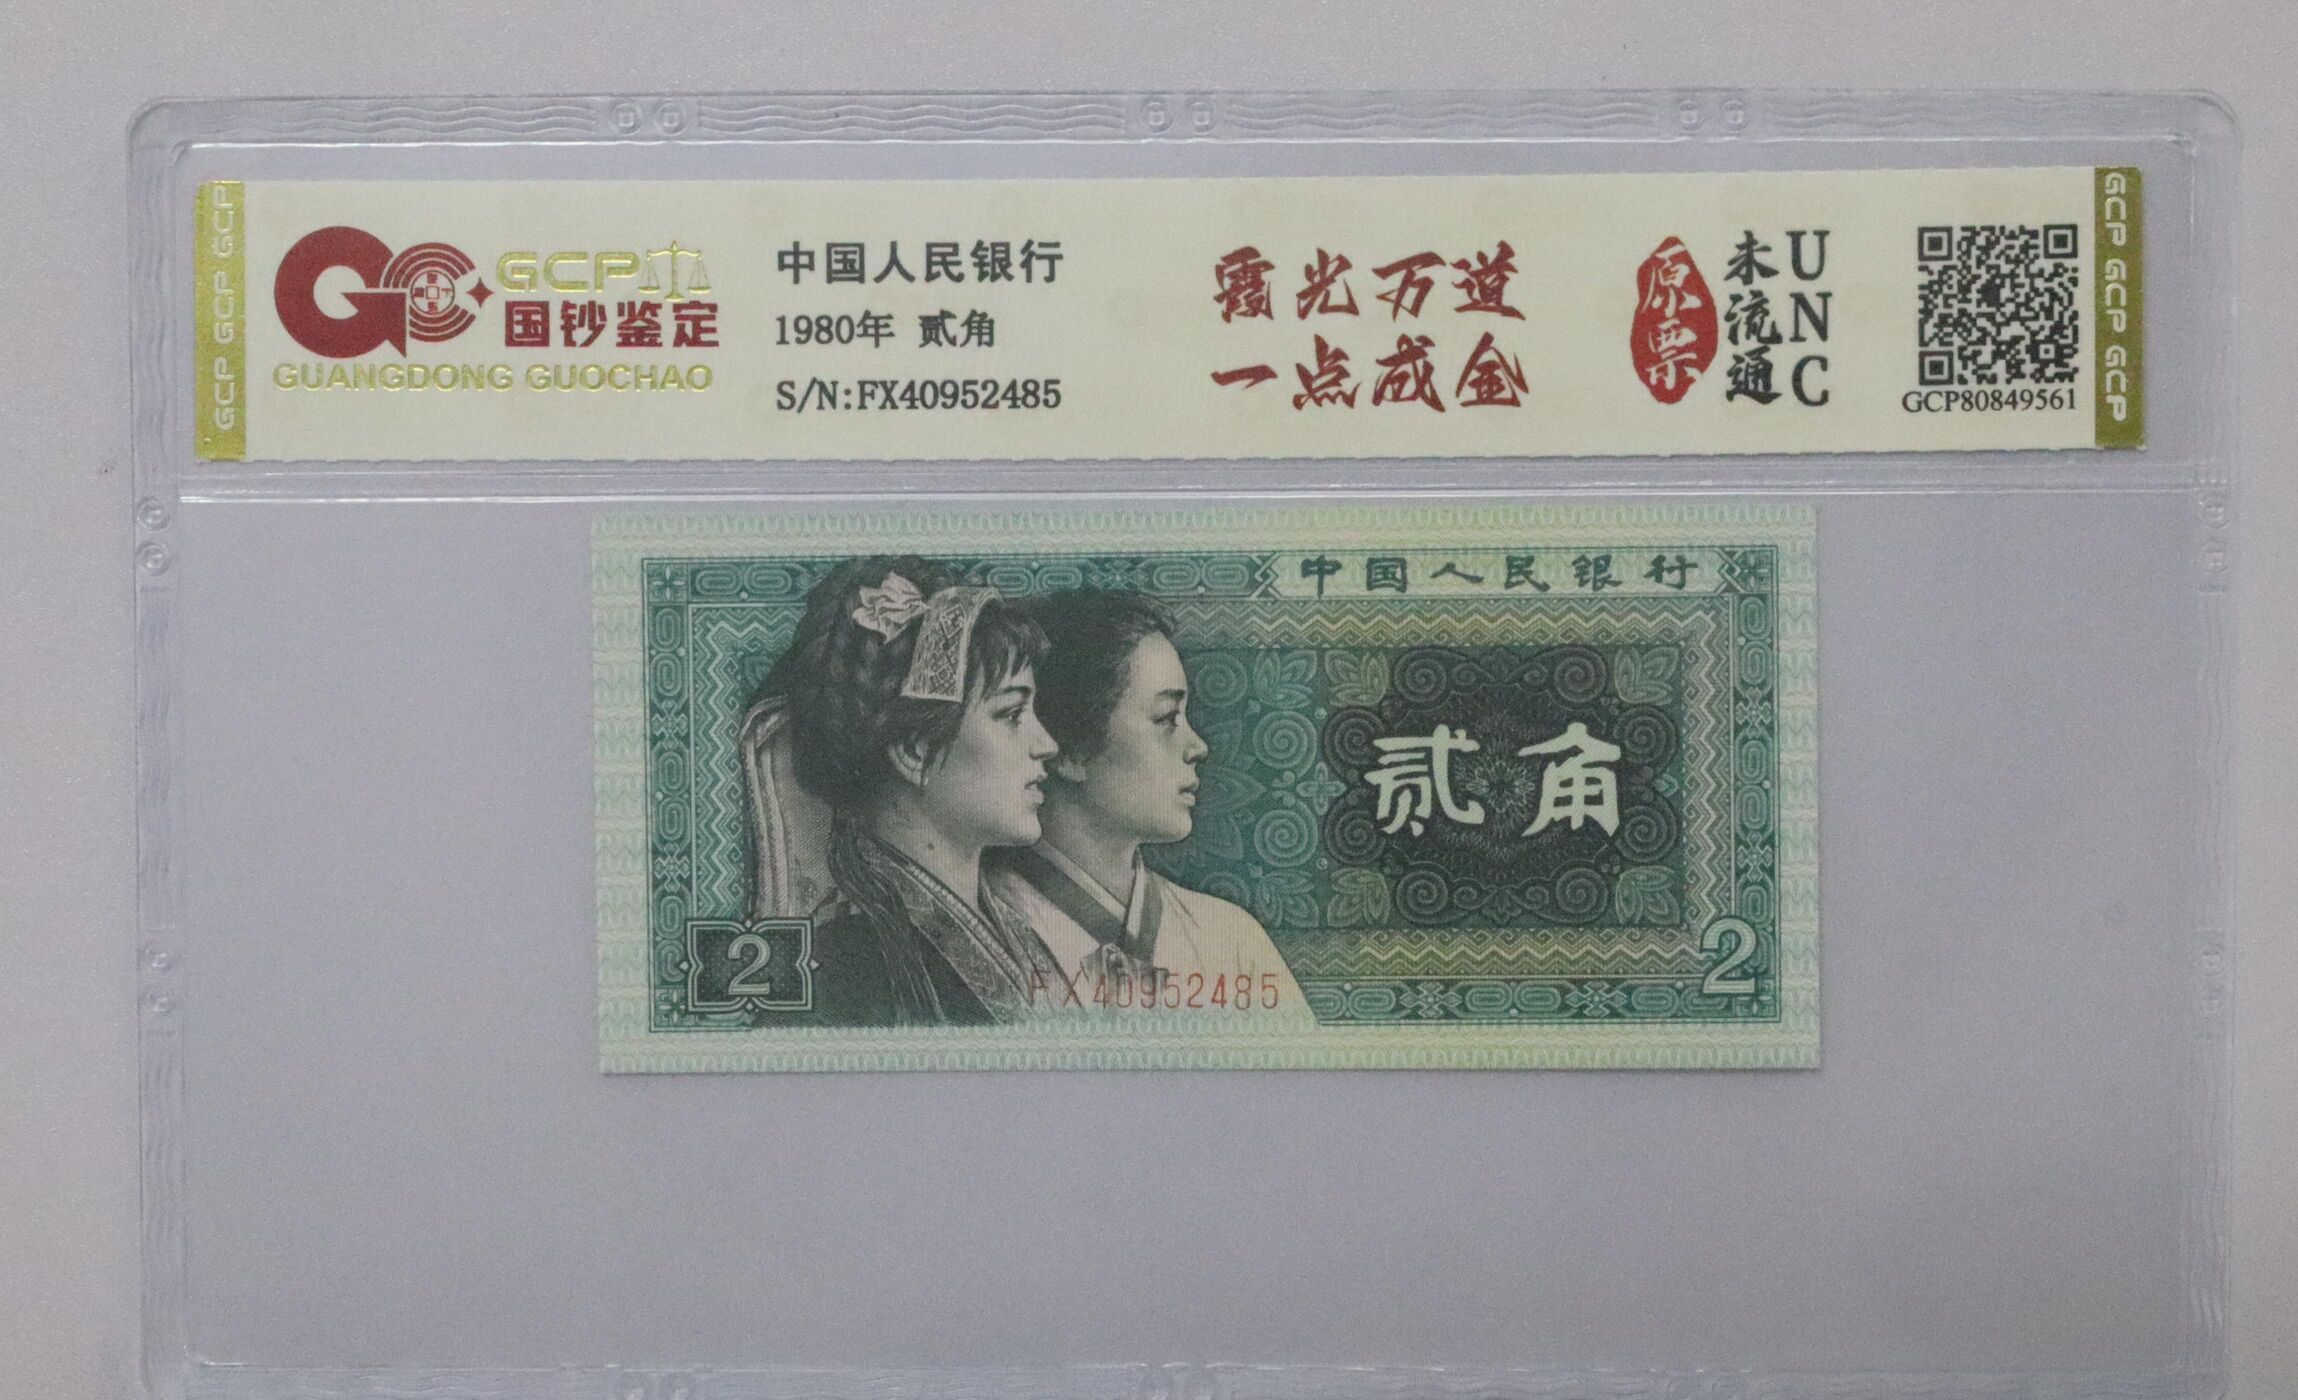 GCP GCP GCP
GCP
国钞鉴定
GUANGDONG GUOCHAO
中国人民银行
1980年 贰角
S/N:FX40952485
霞光万道
一点成金
原票
未流通
UNC
GCP80849561
GCP GCP GCP
中国人民银行
贰角
2
FX40952485
2